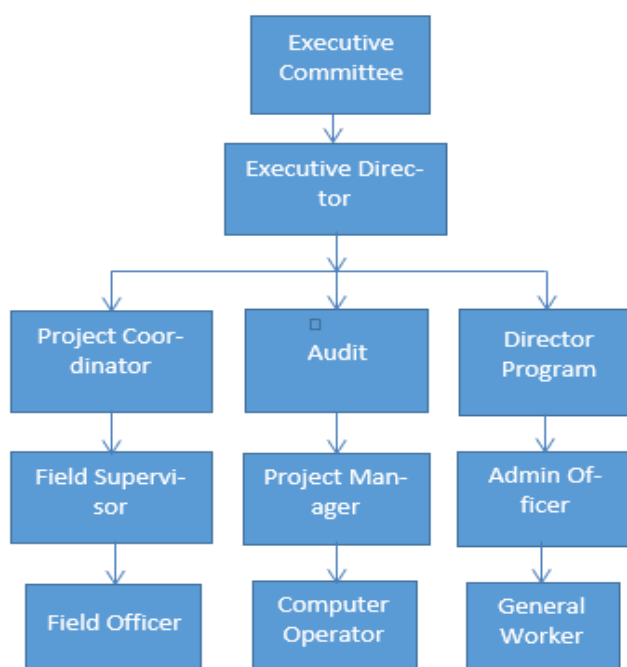 Executive
Committee
Executive Direc-
tor
Project Coor-
dinator
Audit
Director
Program
Field Supervi-
sor
Project Man-
ager
Admin Of-
ficer
Field Officer
Computer
Operator
General
Worker